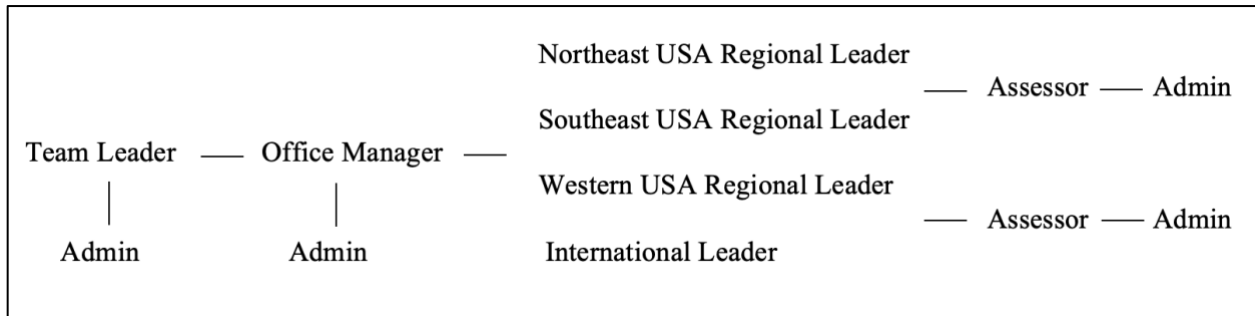 Northeast USA Regional Leader
Assessor Admin
Southeast USA Regional Leader
Team Leader Office Manager
Western USA Regional Leader
Assessor Admin
Admin Admin International Leader